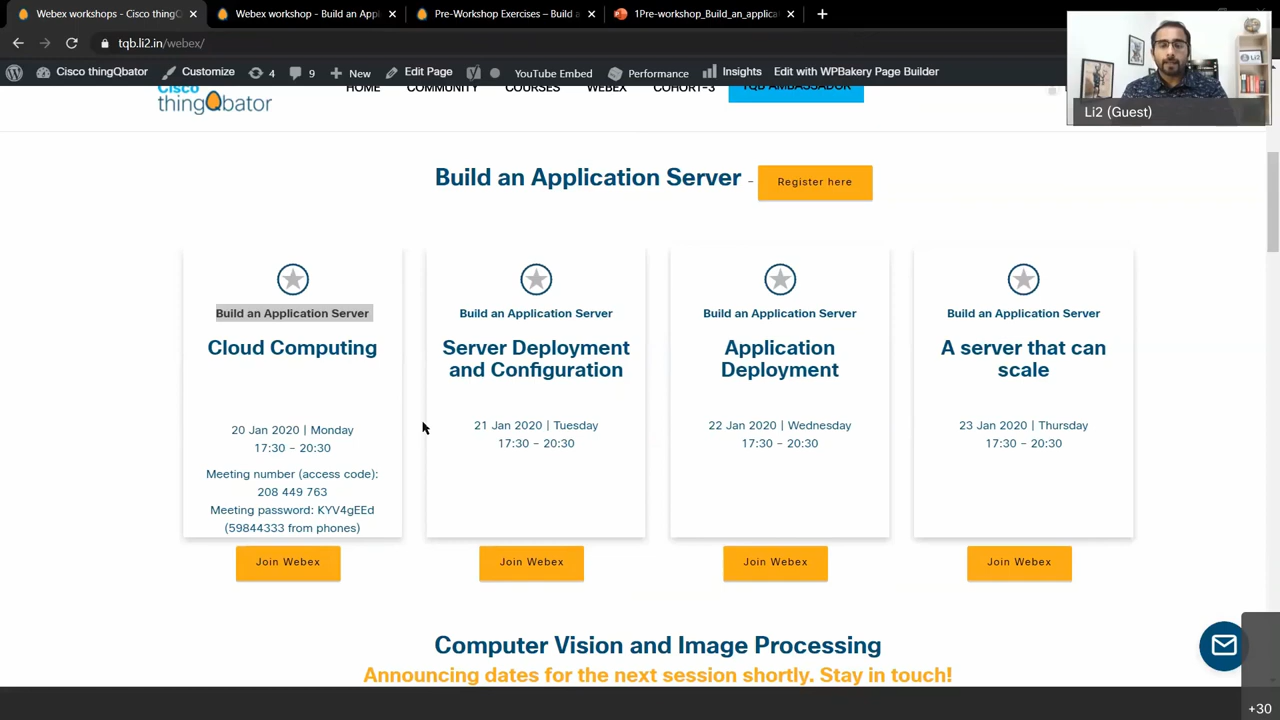 Webex workshops - Cisco thingQ
Webex workshop - Build an Appl
Pre-Workshop Exercises – Build a
1Pre-workshop_Build_an_applica
tqb.li2.in/webex/
Cisco thingQbator
Customize
4
9
New
Edit Page
YouTube Embed
Performance
Insights
Edit with WPBakery Page Builder
Li2
Li2 (Guest)
Cisco
thingQbator
HOME
COMMUNITY
COURSES
WEBEX
COHORT-3
TQB AMBASSADOR
Build an Application Server – Register here
Build an Application Server
Cloud Computing
20 Jan 2020 | Monday
17:30 – 20:30
Meeting number (access code):
208 449 763
Meeting password: KYV4gEEd
(59844333 from phones)
Join Webex
Build an Application Server
Server Deployment
and Configuration
21 Jan 2020 | Tuesday
17:30 – 20:30
Join Webex
Build an Application Server
Application
Deployment
22 Jan 2020 | Wednesday
17:30 – 20:30
Join Webex
Build an Application Server
A server that can
scale
23 Jan 2020 | Thursday
17:30 – 20:30
Join Webex
Computer Vision and Image Processing
Announcing dates for the next session shortly. Stay in touch!
+30